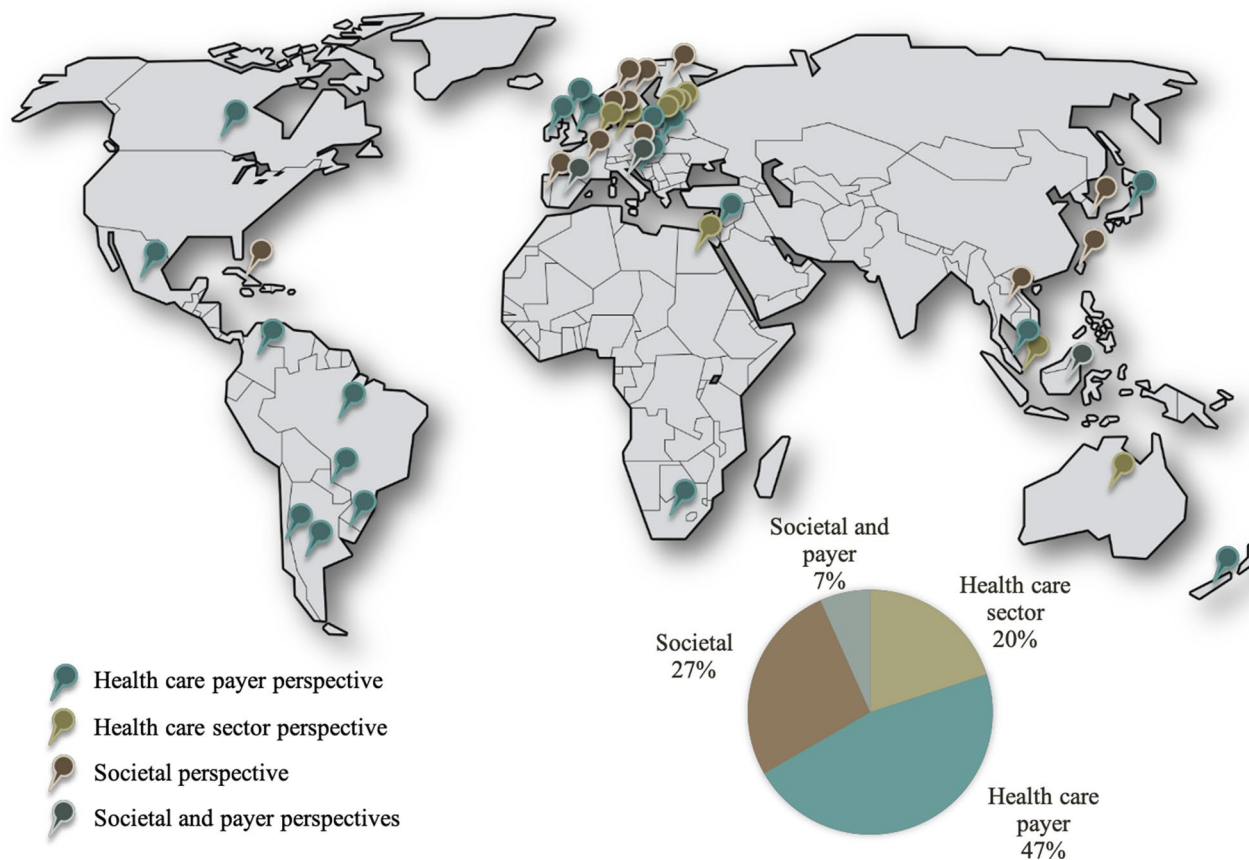 Societal and
payer
7%
Health care
sector
20%
Societal
27%
Health care
payer
47%
Health care payer perspective
Health care sector perspective
Societal perspective
Societal and payer perspectives